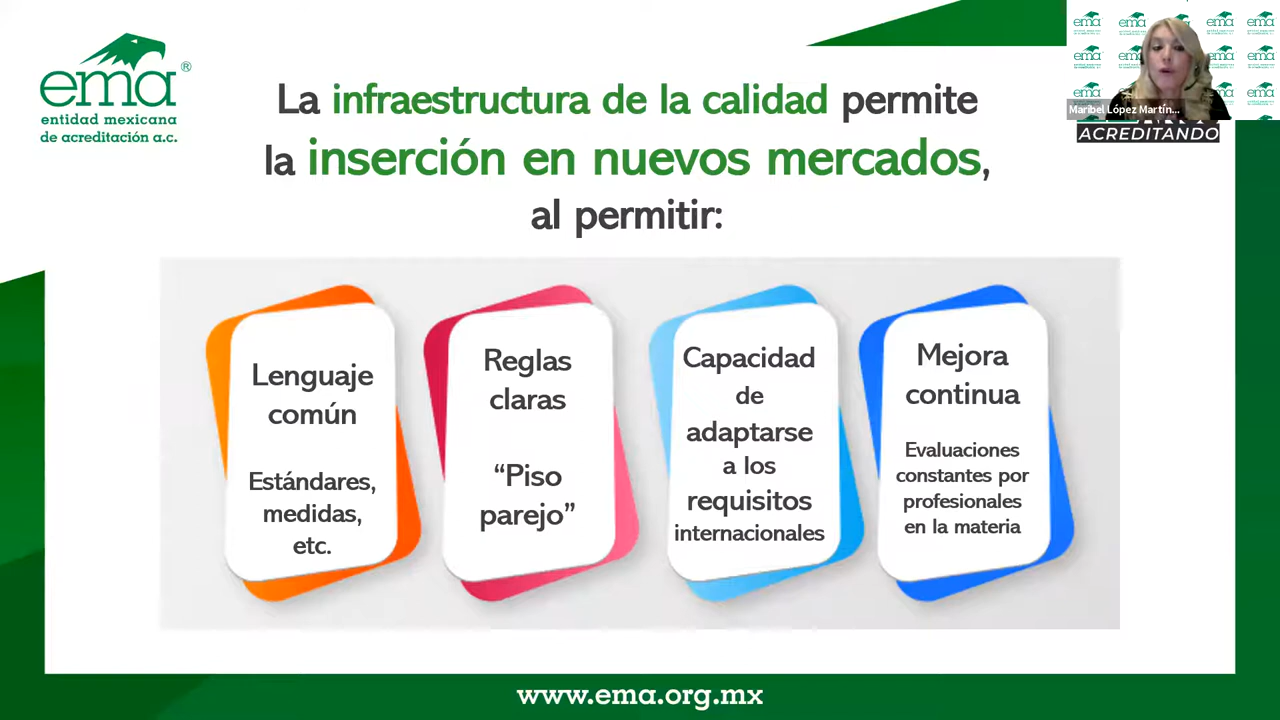 ema®
entidad mexicana
de acreditación a.c.
La infraestructura de la calidad permite
la inserción en nuevos mercados,
al permitir:
Maribel López Martín...
ACREDITANDO
Lenguaje
común
Estándares,
medidas,
etc.
Reglas
claras
“Piso
parejo”
Capacidad
de
adaptarse
a los
requisitos
internacionales
Mejora
continua
Evaluaciones
constantes por
profesionales
en la materia
www.ema.org.mx